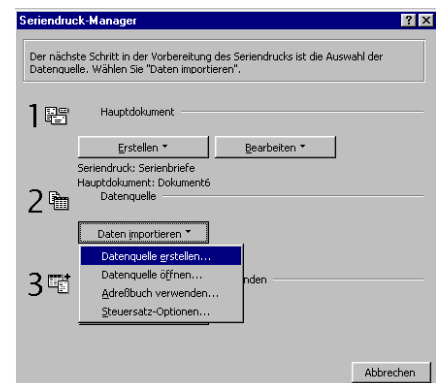 Seriendruck-Manager
Der nächste Schritt in der Vorbereitung des Seriendrucks ist die Auswahl der
Datenquelle. Wählen Sie "Daten importieren".
1 Hauptdokument
Erstellen Bearbeiten
Seriendruck: Serienbriefe
Hauptdokument: Dokument6
2 Datenquelle
Daten importieren
Datenquelle erstellen...
Datenquelle öffnen...
3 nden
Adreßbuch verwenden...
Steuersatz-Optionen...
Abbrechen